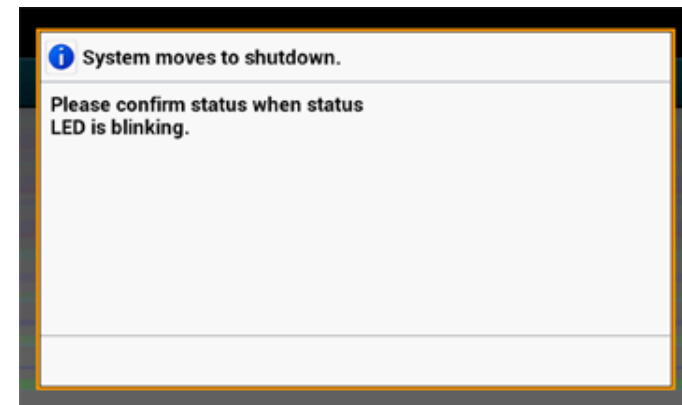 System moves to shutdown.
Please confirm status when status
LED is blinking.